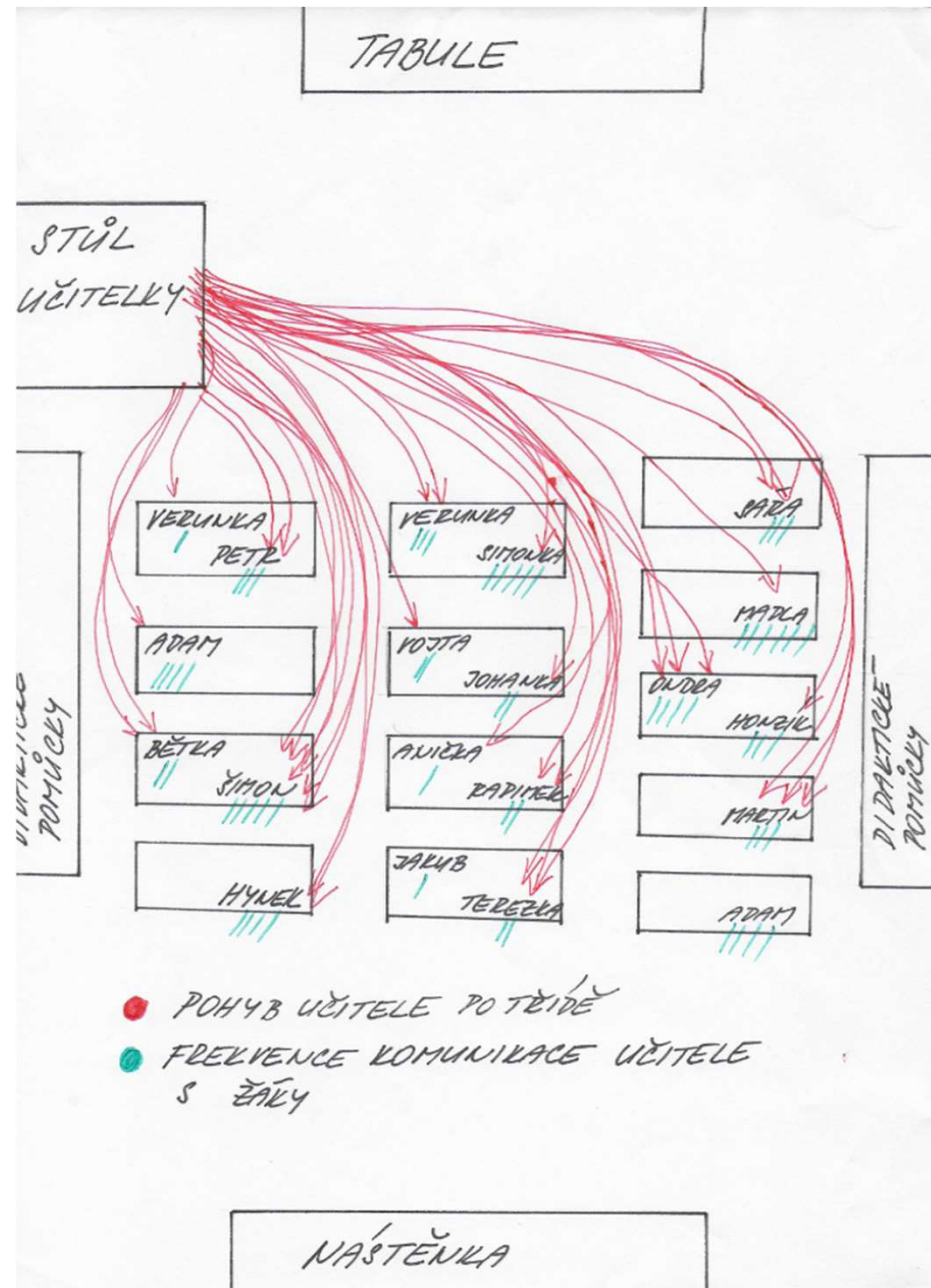 TABULE
STŮL
UČITELKY
VERUNKA
PETR
VERUNKA
SIMONKA
SÁRA
MADLA
ADAM
VOJTA
JOHANKA
ONDRA
HONZÍK
BĚTKA
ŠIMON
ANIČKA
RADIMEK
MARTIN
HYNEK
JAKUB
TEREZKA
ADAM
POMŮCKY
DIDAKTICKÉ
POMŮCKY
POHYB UČITELE PO TŘÍDĚ
FREKVENCE KOMUNIKACE UČITELE
S ŽÁKY
NÁSTĚNKA